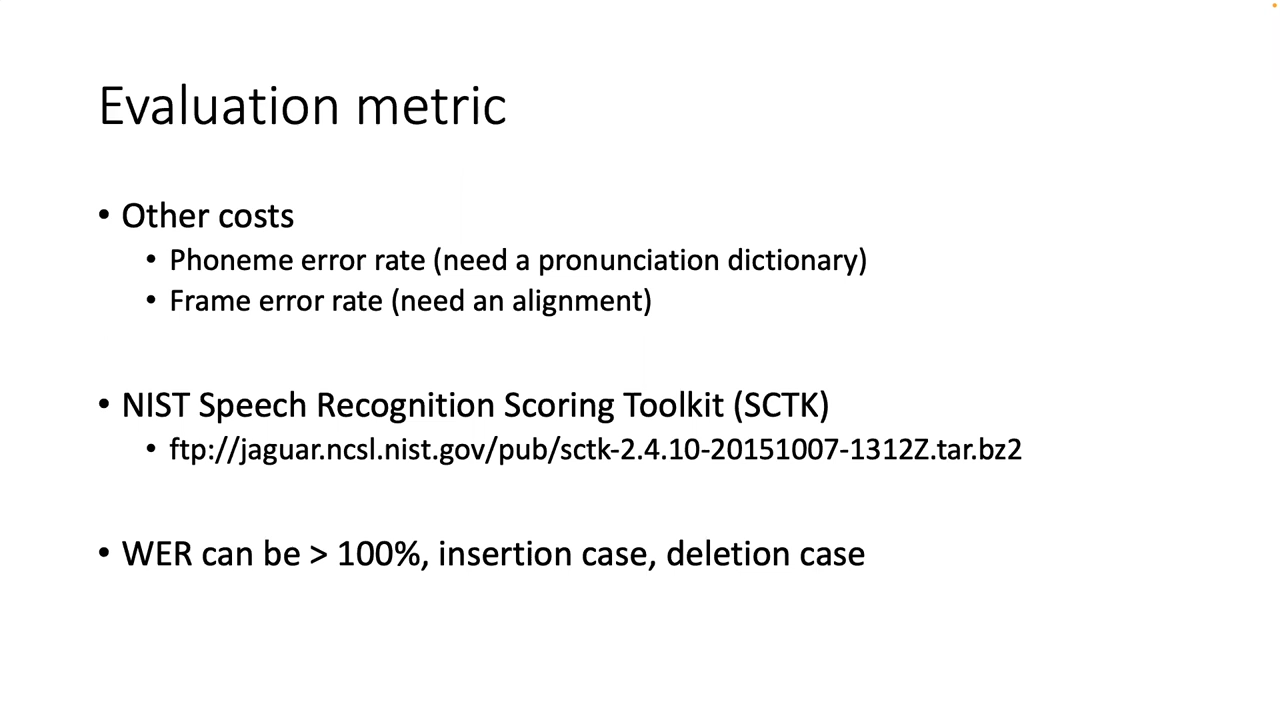 Evaluation metric
• Other costs
• Phoneme error rate (need a pronunciation dictionary)
• Frame error rate (need an alignment)
• NIST Speech Recognition Scoring Toolkit (SCTK)
• ftp://jaguar.ncsl.nist.gov/pub/sctk-2.4.10-20151007-1312Z.tar.bz2
• WER can be > 100%, insertion case, deletion case